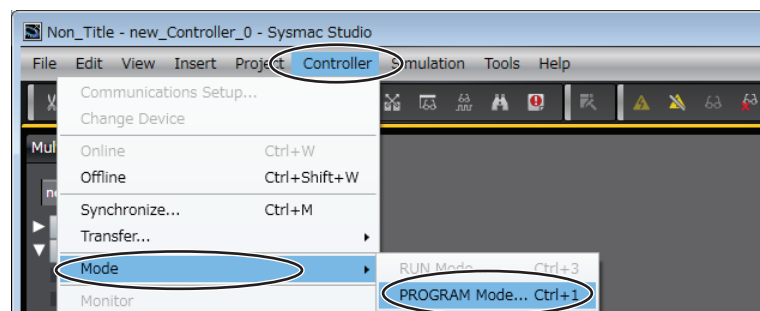 Non_Title - new_Controller_0 - Sysmac Studio
File Edit View Insert Project Controller Simulation Tools Help
Communications Setup...
Change Device
Mul
Online Ctrl+W
Offline Ctrl+Shift+W
Synchronize... Ctrl+M
Transfer...
Mode
RUN Mode Ctrl+3
PROGRAM Mode... Ctrl+1
Monitor